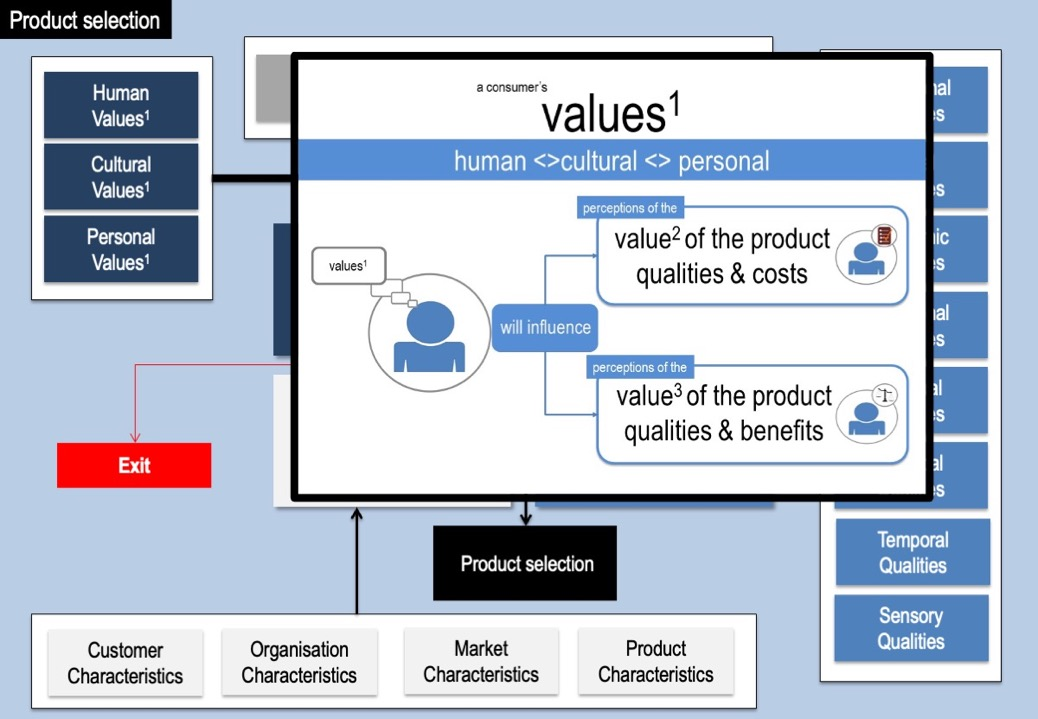 Product selection
Human
Values¹
Cultural
Values¹
Personal
Values¹
a consumer's
values¹
human <>cultural <> personal
values¹
will influence
perceptions of the
value² of the product
qualities & costs
perceptions of the
value³ of the product
qualities & benefits
Exit
Product selection
Customer
Characteristics
Organisation
Characteristics
Market
Characteristics
Product
Characteristics
Temporal
Qualities
Sensory
Qualities